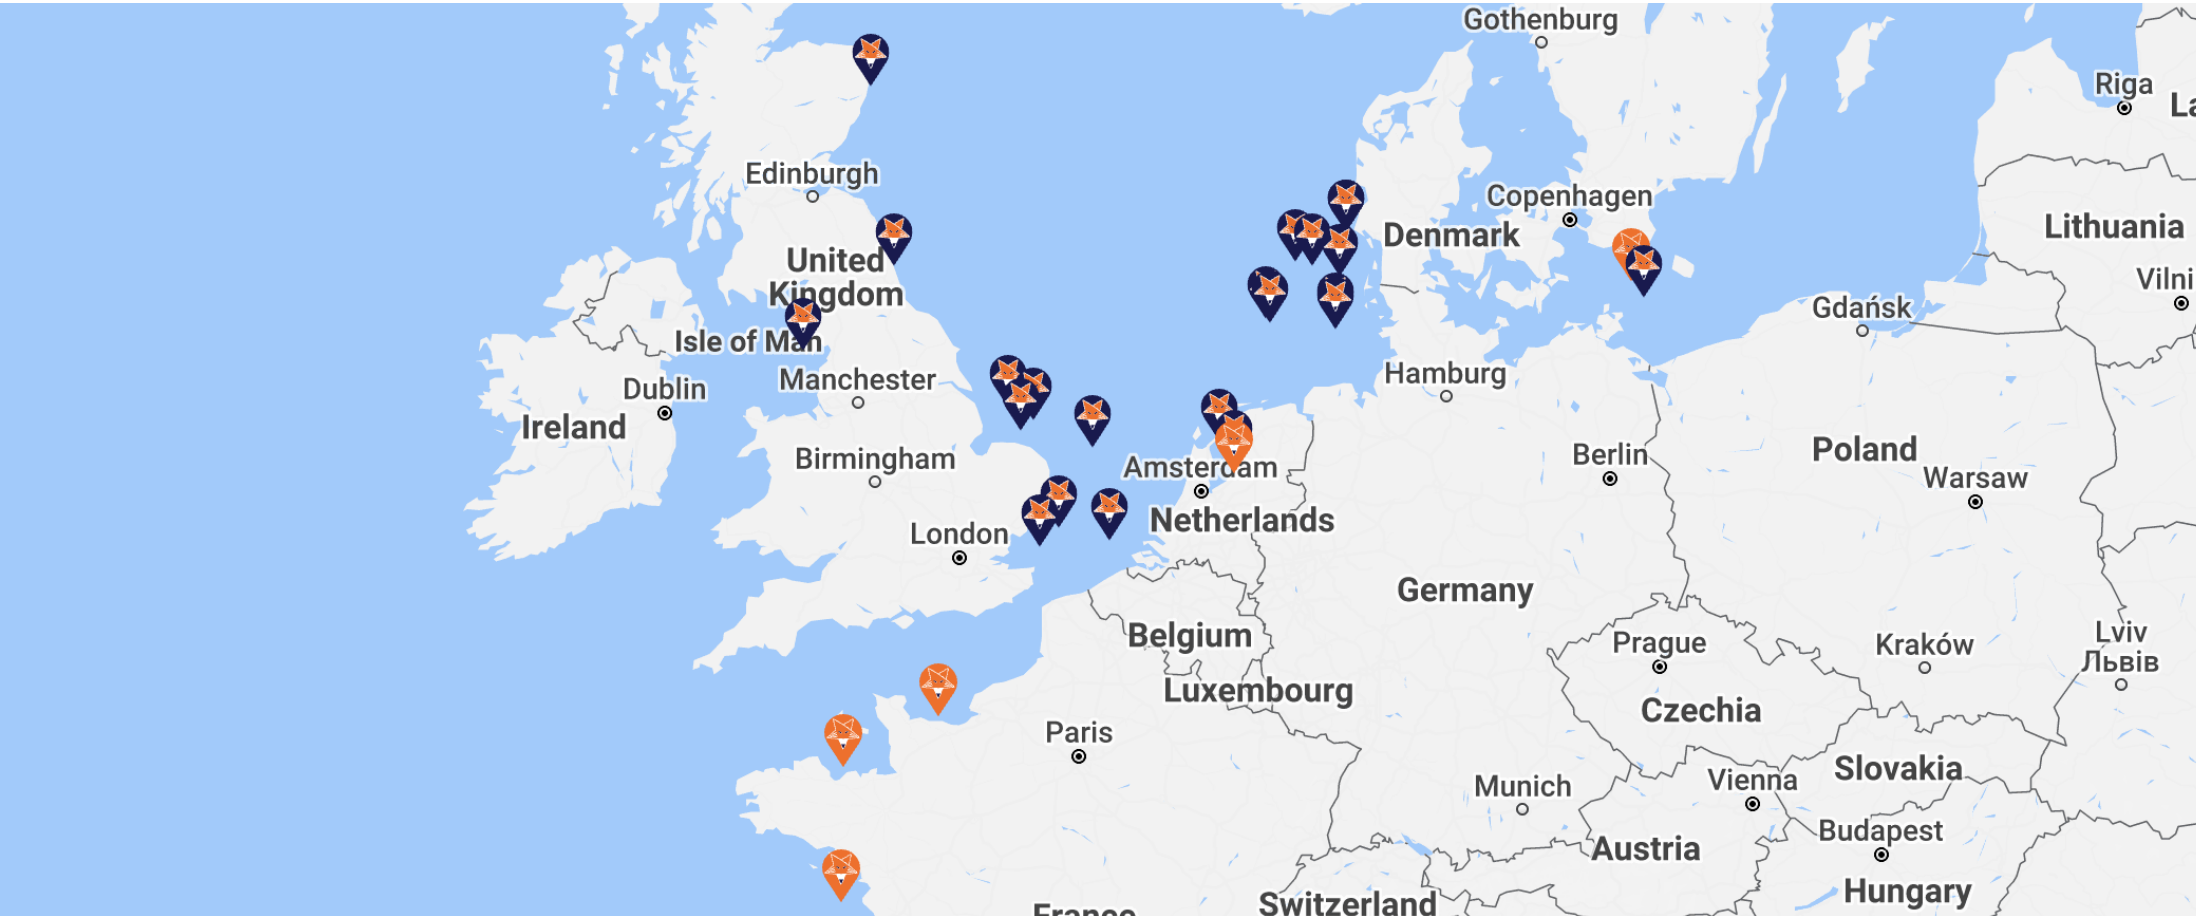 Gothenburg
Riga
La
Edinburgh
Copenhagen
Denmark
Lithuania
United
Kingdom
Vilni
Gdańsk
Isle of Man
Manchester
Dublin
Hamburg
Ireland
Birmingham
Amsterdam
Berlin
Poland
Warsaw
Netherlands
London
Germany
Belgium
Prague
Kraków
Lviv
Львів
Luxembourg
Czechia
Paris
Slovakia
Munich
Vienna
Budapest
Austria
Hungary
Switzerland
France